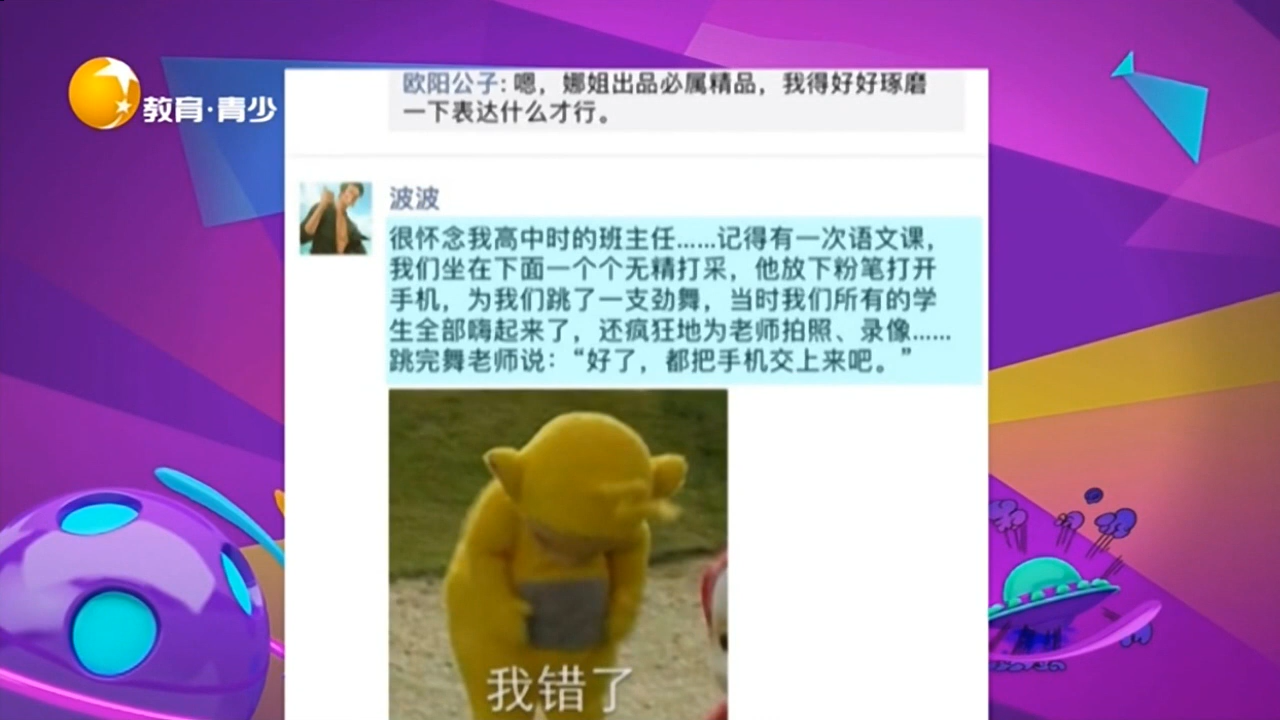 教育·青少
欧阳公子：嗯，娜姐出品必属精品，我得好好琢磨
一下表达什么才行。
波波
很怀念我高中时的班主任……记得有一次语文课，
我们坐在下面一个个无精打采，他放下粉笔打开
手机，为我们跳了一支劲舞，当时我们所有的学
生全部嗨起来了，还疯狂地为老师拍照、录像……
跳完舞老师说：“好了，都把手机交上来吧。”
我错了